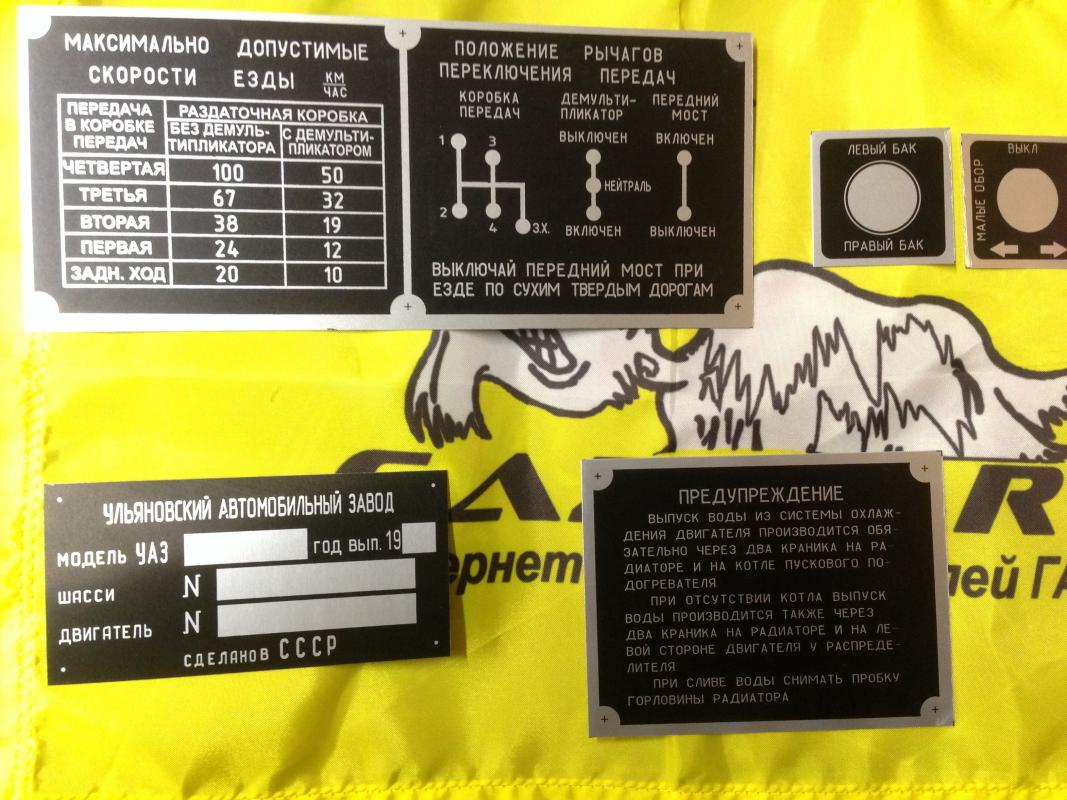 МАКСИМАЛЬНО ДОПУСТИМЫЕ
СКОРОСТИ ЕЗДЫ КМ/ЧАС
ПЕРЕДАЧА В КОРОБКЕ ПЕРЕДАЧ
РАЗДАТОЧНАЯ КОРОБКА
БЕЗ ДЕМУЛЬ-
ТИПЛИКАТОРА
С ДЕМУЛЬТИ-
ПЛИКАТОРОМ
ЧЕТВЕРТАЯ 100 50
ТРЕТЬЯ 67 32
ВТОРАЯ 38 19
ПЕРВАЯ 24 12
ЗАДН. ХОД 20 10
ПОЛОЖЕНИЕ РЫЧАГОВ
ПЕРЕКЛЮЧЕНИЯ ПЕРЕДАЧ
КОРОБКА
ПЕРЕДАЧ
1 3
2 4 З.Х.
ДЕМУЛЬТИ-
ПЛИКАТОР
ВЫКЛЮЧЕН
НЕЙТРАЛЬ
ВКЛЮЧЕН
ПЕРЕДНИЙ
МОСТ
ВКЛЮЧЕН
ВЫКЛЮЧЕН
ВЫКЛЮЧАЙ ПЕРЕДНИЙ МОСТ ПРИ
ЕЗДЕ ПО СУХИМ ТВЕРДЫМ ДОРОГАМ
ЛЕВЫЙ БАК
ПРАВЫЙ БАК
ВЫКЛ
МАЛЫЕ ОБОР
УЛЬЯНОВСКИЙ АВТОМОБИЛЬНЫЙ ЗАВОД
МОДЕЛЬ УАЗ ГОД ВЫП. 19
ШАССИ N
ДВИГАТЕЛЬ N
СДЕЛАНО В СССР
ПРЕДУПРЕЖДЕНИЕ
ВЫПУСК ВОДЫ ИЗ СИСТЕМЫ ОХЛАЖ-
ДЕНИЯ ДВИГАТЕЛЯ ПРОИЗВОДИТСЯ ОБЯ-
ЗАТЕЛЬНО ЧЕРЕЗ ДВА КРАНИКА НА РА-
ДИАТОРЕ И НА КОТЛЕ ПУСКОВОГО ПО-
ДОГРЕВАТЕЛЯ
ПРИ ОТСУТСТВИИ КОТЛА ВЫПУСК
ВОДЫ ПРОИЗВОДИТСЯ ТАКЖЕ ЧЕРЕЗ
ДВА КРАНИКА НА РАДИАТОРЕ И НА ЛЕ-
ВОЙ СТОРОНЕ ДВИГАТЕЛЯ У РАСПРЕДЕ-
ЛИТЕЛЯ
ПРИ СЛИВЕ ВОДЫ СНИМАТЬ ПРОБКУ
ГОРЛОВИНЫ РАДИАТОРА